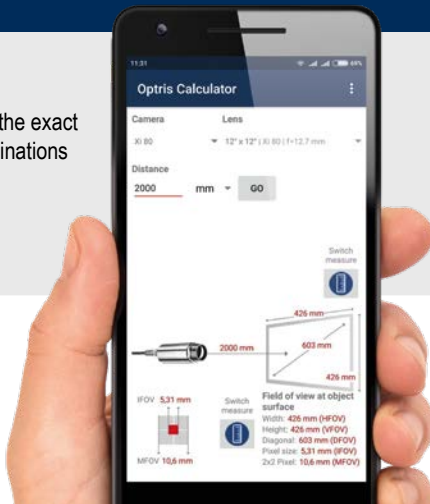 the exact
inations
11:31
69%
Optris Calculator
Camera
Lens
Xi 80
12° x 12° | Xi 80 | f=12,7 mm
Distance
2000
mm
GO
Switch
measure
426 mm
2000 mm
603 mm
426 mm
IFOV 5,31 mm
MFOV 10,6 mm
Switch
measure
Field of view at object
surface
Width: 426 mm (HFOV)
Height: 426 mm (VFOV)
Diagonal: 603 mm (DFOV)
Pixel size: 5,31 mm (IFOV)
2x2 Pixel: 10,6 mm (MFOV)